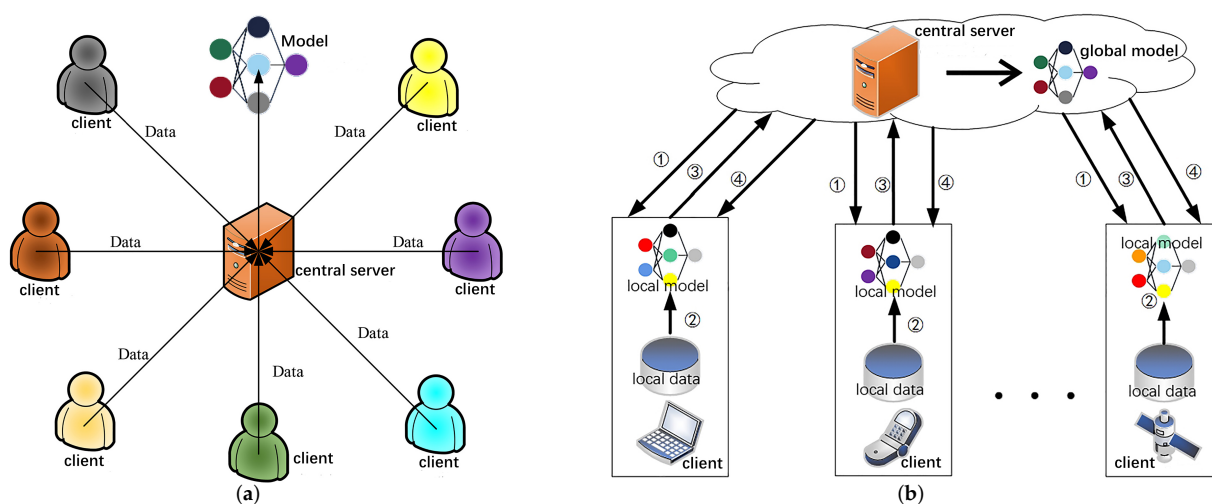 Model
client
client
Data
Data
client
client
Data
Data
central server
Data
Data
Data
client
client
client
(a)
central server
global model
①
③
④
①
③
④
①
③
④
local model
②
local data
client
local model
②
local data
client
local model
②
local data
client
• • •
(b)